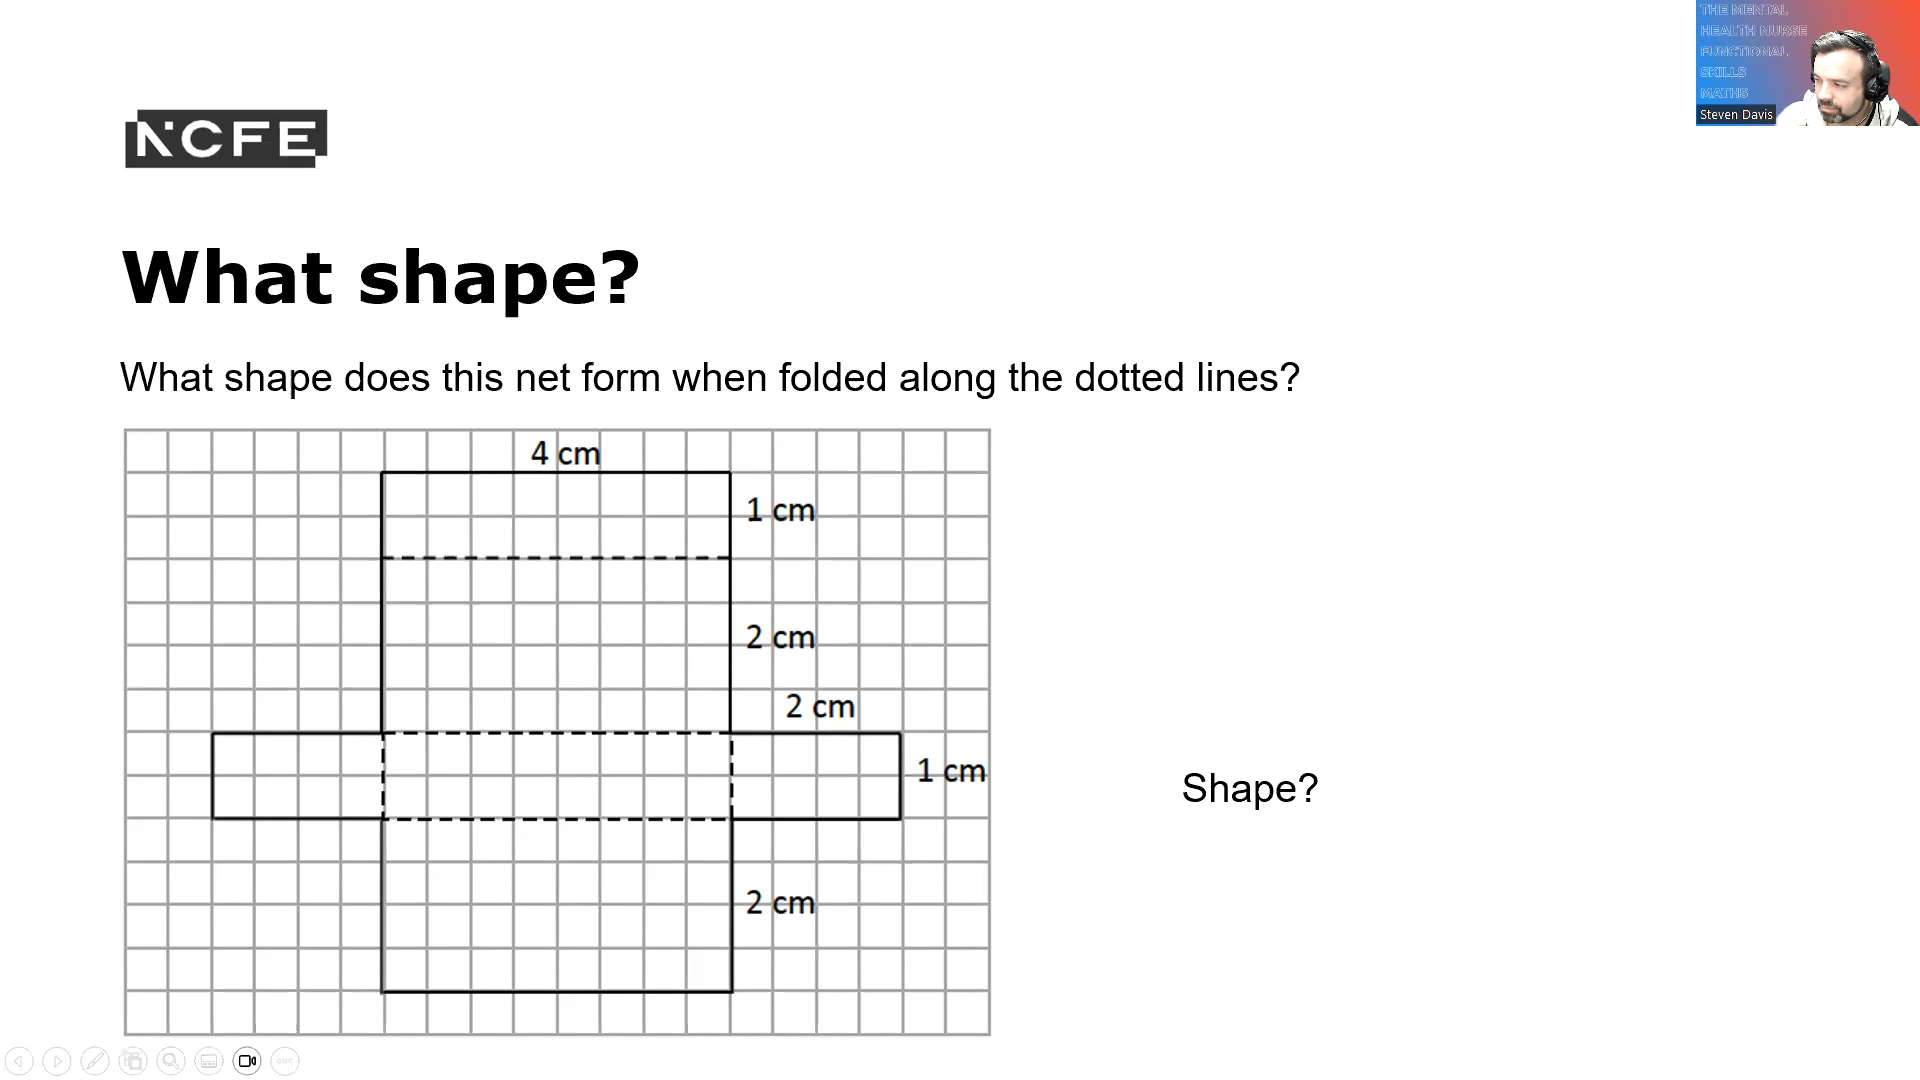 THE MENTAL
HEALTH NURSE
FUNCTIONAL
SKILLS
MATHS
Steven Davis
NCFE
What shape?
What shape does this net form when folded along the dotted lines?
4 cm
1 cm
2 cm
2 cm
1 cm
Shape?
2 cm